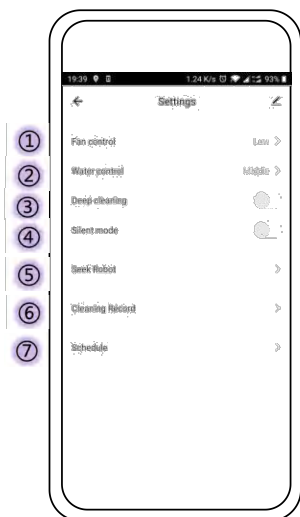 19:39 1.24 K/s 93%
Settings
① Fan control Low >
② Water control Middle >
③ Deep cleaning
④ Silent mode
⑤ Seek Robot >
⑥ Cleaning Record >
⑦ Schedule >